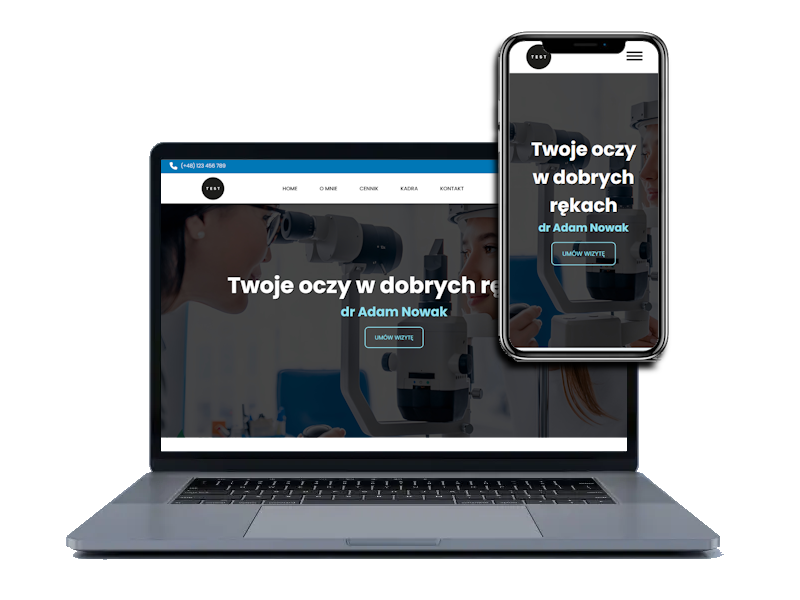 (+48) 123 456 789
TEST
HOME O MNIE CENNIK KADRA KONTAKT
Twoje oczy w dobrych rę
dr Adam Nowak
UMÓW WIZYTĘ
TEST
Twoje oczy
w dobrych
rękach
dr Adam Nowak
UMÓW WIZYTĘ